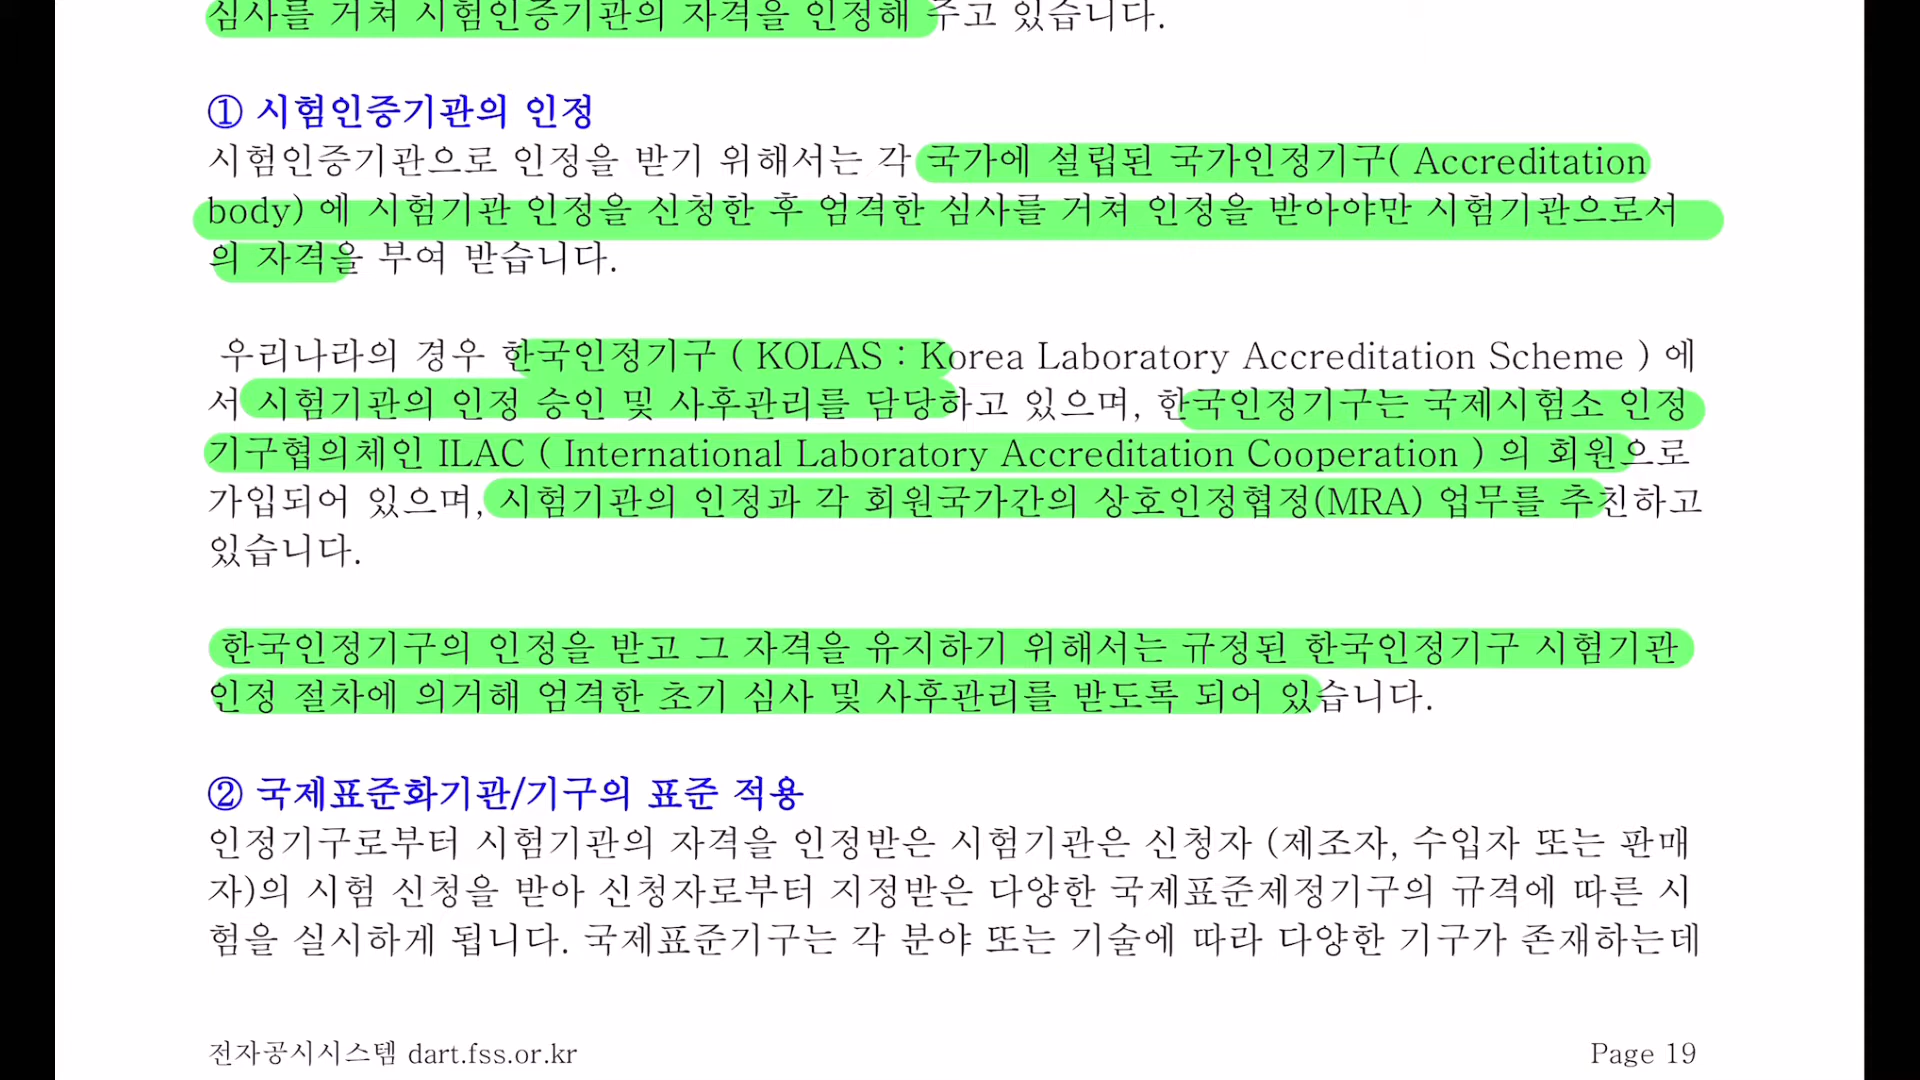 심사를 거쳐 시험인증기관의 자격을 인정해 주고 있습니다.
① 시험인증기관의 인정
시험인증기관으로 인정을 받기 위해서는 각 국가에 설립된 국가인정기구( Accreditation
body) 에 시험기관 인정을 신청한 후 엄격한 심사를 거쳐 인정을 받아야만 시험기관으로서
의 자격을 부여 받습니다.
우리나라의 경우 한국인정기구 ( KOLAS : Korea Laboratory Accreditation Scheme ) 에
서 시험기관의 인정 승인 및 사후관리를 담당하고 있으며, 한국인정기구는 국제시험소 인정
기구협의체인 ILAC ( International Laboratory Accreditation Cooperation ) 의 회원으로
가입되어 있으며, 시험기관의 인정과 각 회원국가간의 상호인정협정(MRA) 업무를 추친하고
있습니다.
한국인정기구의 인정을 받고 그 자격을 유지하기 위해서는 규정된 한국인정기구 시험기관
인정 절차에 의거해 엄격한 초기 심사 및 사후관리를 받도록 되어 있습니다.
② 국제표준화기관/기구의 표준 적용
인정기구로부터 시험기관의 자격을 인정받은 시험기관은 신청자 (제조자, 수입자 또는 판매
자)의 시험 신청을 받아 신청자로부터 지정받은 다양한 국제표준제정기구의 규격에 따른 시
험을 실시하게 됩니다. 국제표준기구는 각 분야 또는 기술에 따라 다양한 기구가 존재하는데
전자공시시스템 dart.fss.or.kr
Page 19